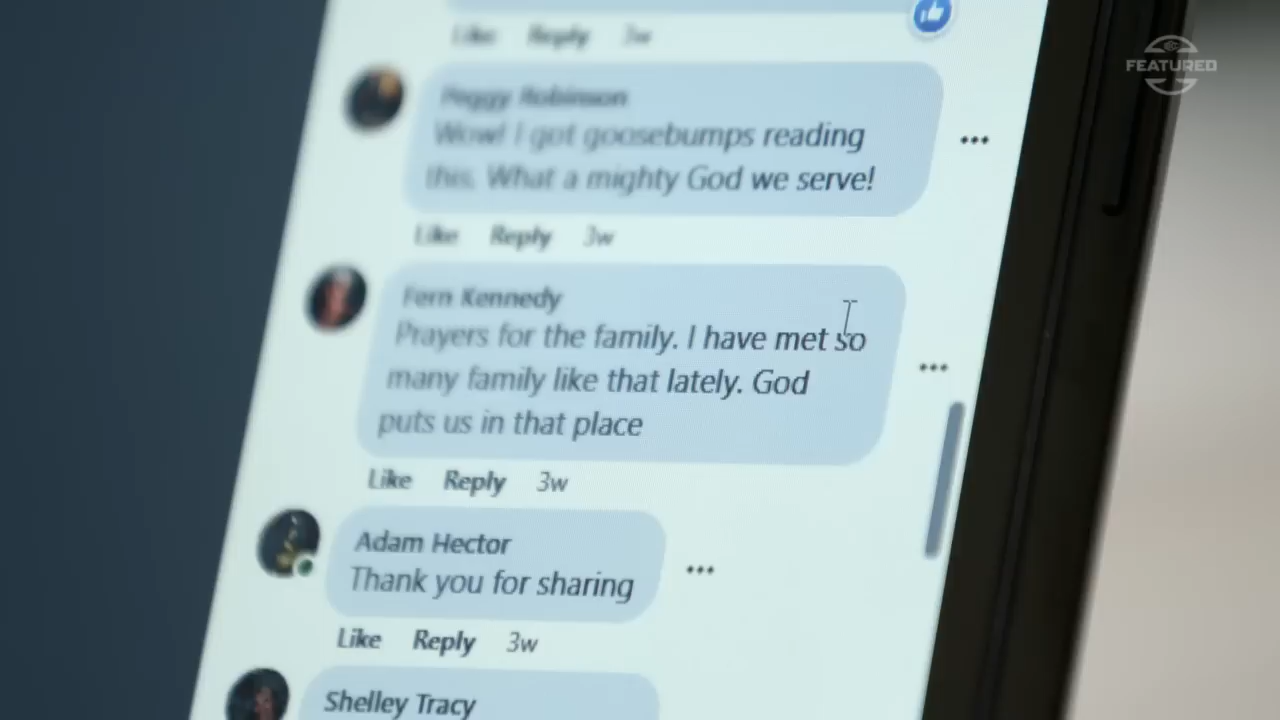 Like Reply 3w
FEATURED
Peggy Robinson
Wow! I got goosebumps reading
this. What a mighty God we serve!
Like Reply 3w
Fern Kennedy
Prayers for the family. I have met so
many family like that lately. God
puts us in that place
Like Reply 3w
Adam Hector
Thank you for sharing
Like Reply 3w
Shelley Tracy